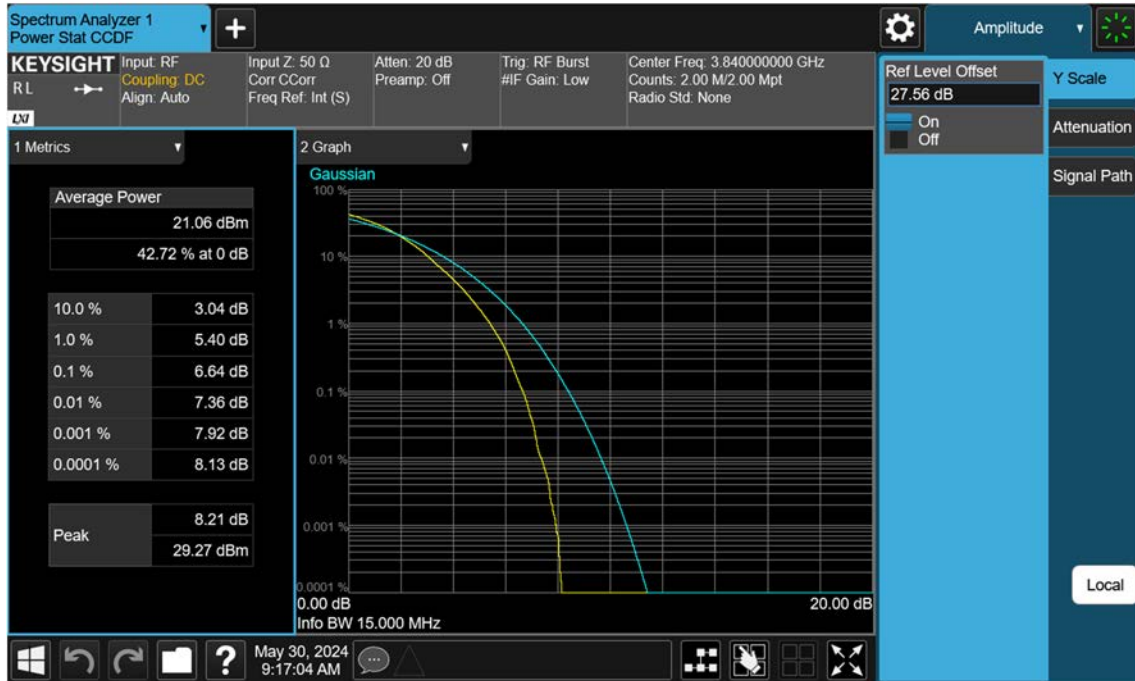 Spectrum Analyzer 1
Power Stat CCDF
Amplitude
KEYSIGHT
R L
LXI
Input: RF
Coupling: DC
Align: Auto
Input Z: 50 Ω
Corr CCorr
Freq Ref: Int (S)
Atten: 20 dB
Preamp: Off
Trig: RF Burst
#IF Gain: Low
Center Freq: 3.840000000 GHz
Counts: 2.00 M/2.00 Mpt
Radio Std: None
Ref Level Offset
27.56 dB
On
Off
Y Scale
Attenuation
Signal Path
1 Metrics
Average Power
21.06 dBm
42.72 % at 0 dB
10.0 % 3.04 dB
1.0 % 5.40 dB
0.1 % 6.64 dB
0.01 % 7.36 dB
0.001 % 7.92 dB
0.0001 % 8.13 dB
Peak
8.21 dB
29.27 dBm
2 Graph
Gaussian
100 %
10 %
1 %
0.1 %
0.01 %
0.001 %
0.0001 %
0.00 dB 20.00 dB
Info BW 15.000 MHz
Local
?
May 30, 2024
9:17:04 AM